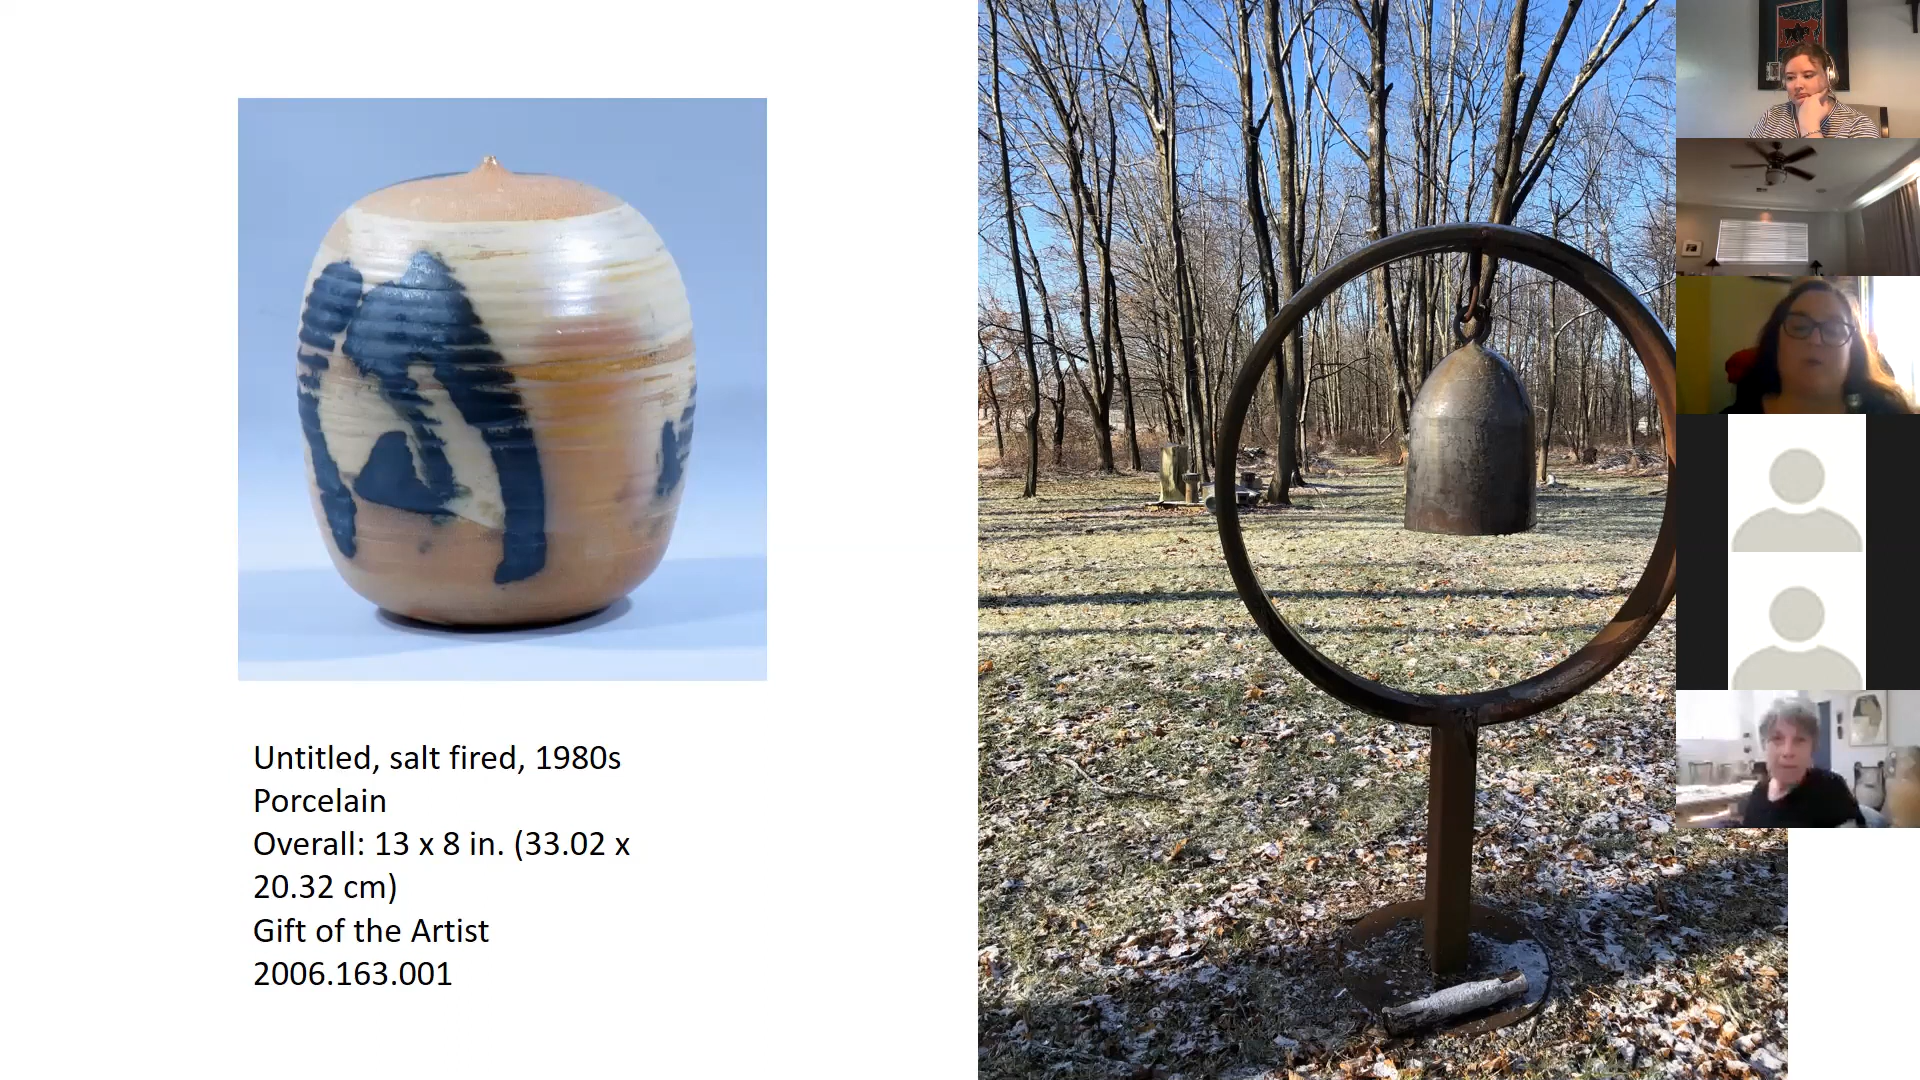 Untitled, salt fired, 1980s
Porcelain
Overall: 13 x 8 in. (33.02 x
20.32 cm)
Gift of the Artist
2006.163.001